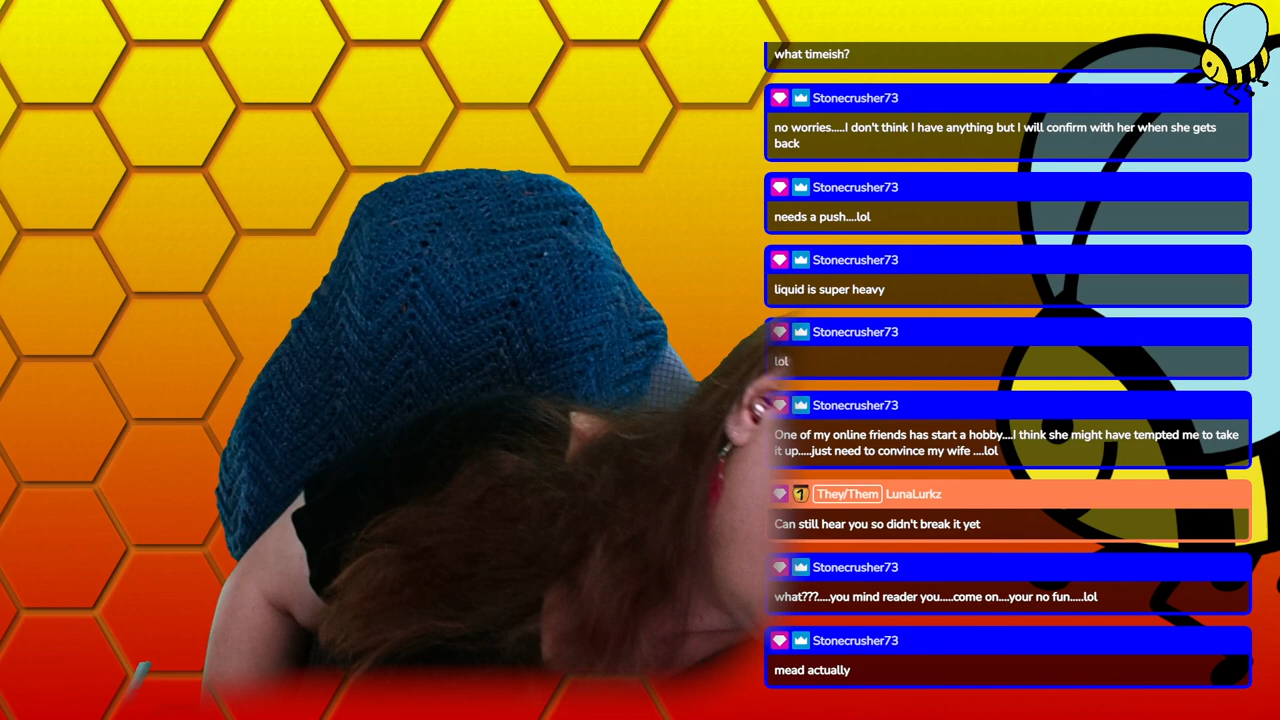 what timeish?
Stonecrusher73
no worries.....I don't think I have anything but I will confirm with her when she gets
back
Stonecrusher73
needs a push....lol
Stonecrusher73
liquid is super heavy
Stonecrusher73
lol
Stonecrusher73
One of my online friends has start a hobby....I think she might have tempted me to take
it up.....just need to convince my wife ....lol
1 They/Them LunaLurkz
Can still hear you so didn't break it yet
Stonecrusher73
what???.....you mind reader you.....come on....your no fun.....lol
Stonecrusher73
mead actually